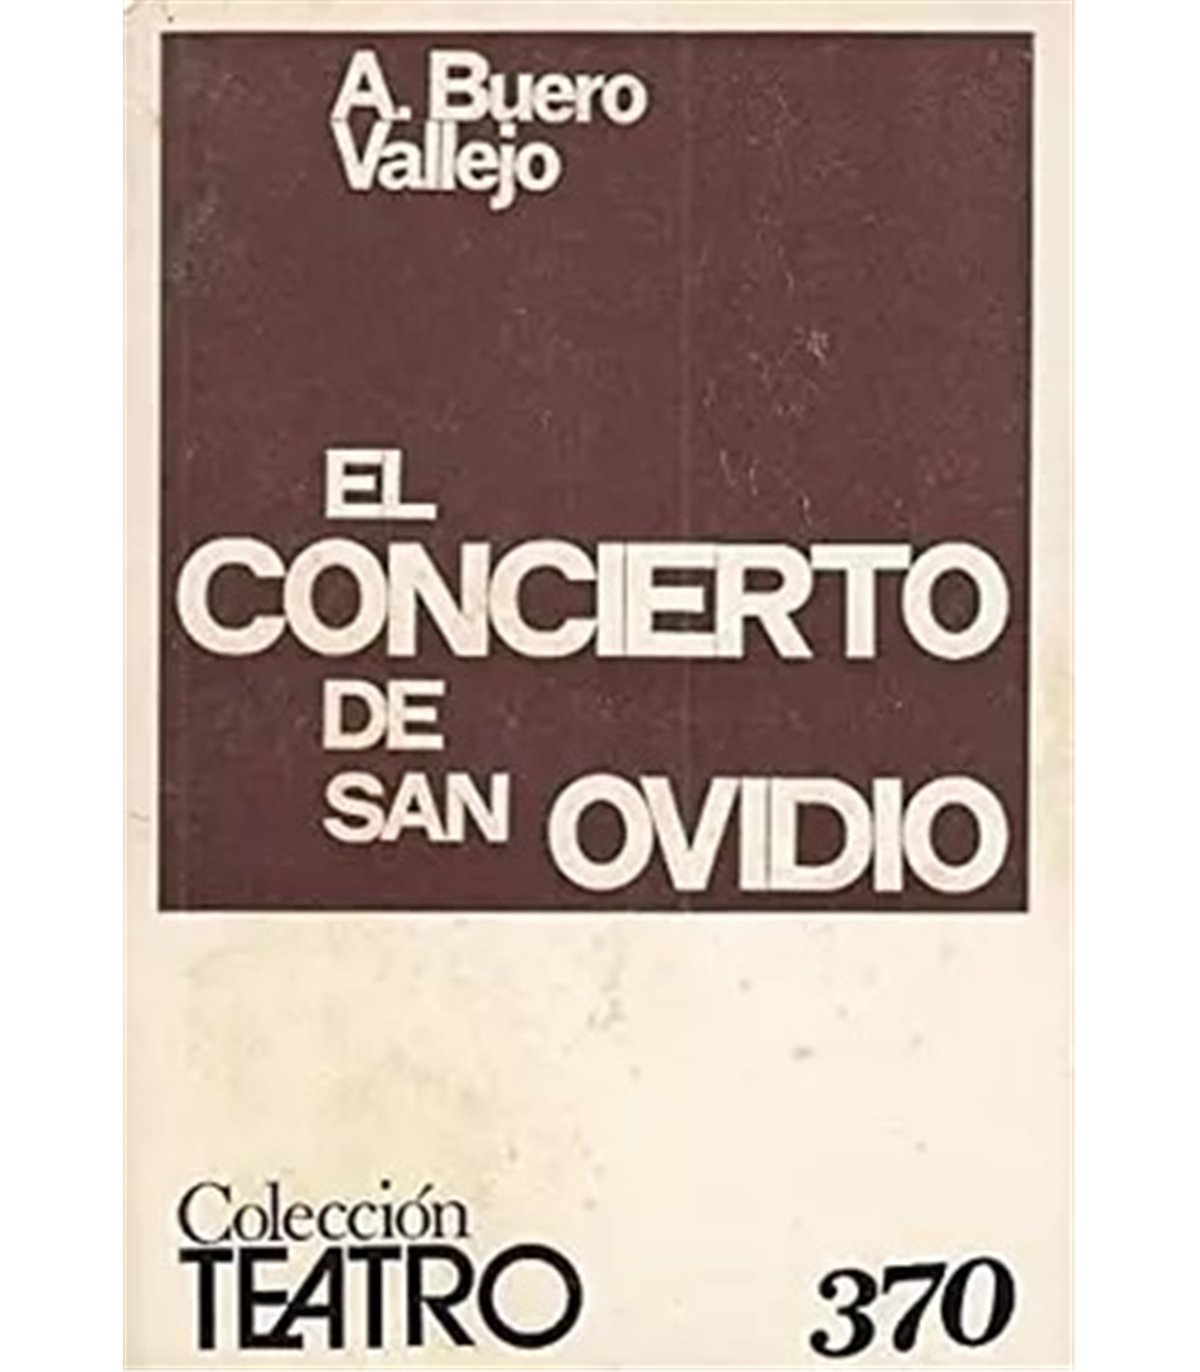 A. Buero
Vallejo
EL
CONCIERTO
DE
SAN OVIDIO
Colección
TEATRO 370